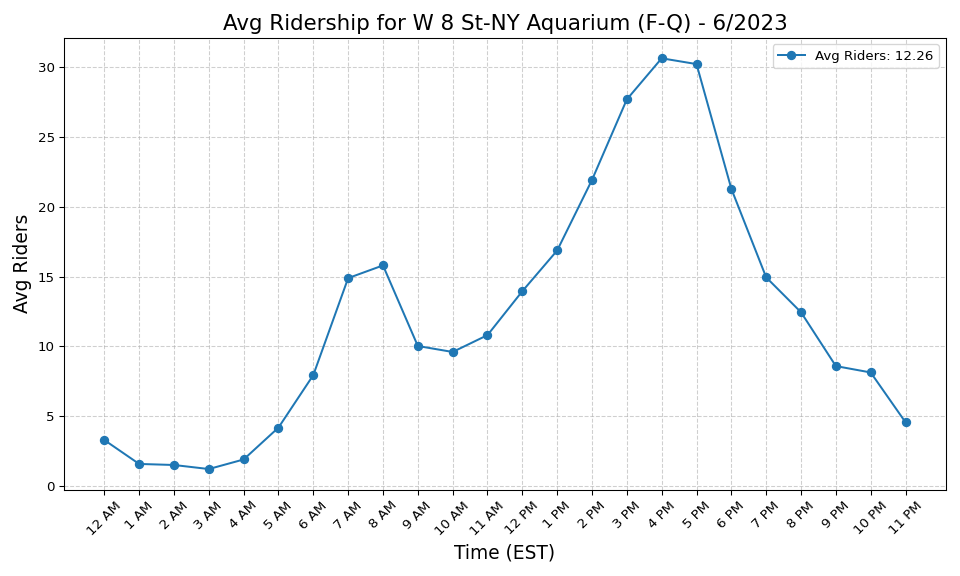 Avg Ridership for W 8 St-NY Aquarium (F-Q) - 6/2023
Avg Riders: 12.26
Avg Riders
30
25
20
15
10
5
0
12 AM
1 AM
2 AM
3 AM
4 AM
5 AM
6 AM
7 AM
8 AM
9 AM
10 AM
11 AM
12 PM
1 PM
2 PM
3 PM
4 PM
5 PM
6 PM
7 PM
8 PM
9 PM
10 PM
11 PM
Time (EST)